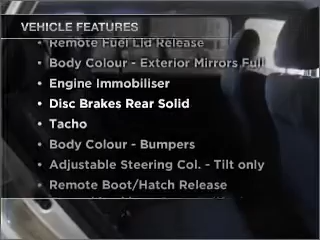 VEHICLE FEATURES
• Remote Fuel Lid Release
• Body Colour - Exterior Mirrors Full
• Engine Immobiliser
• Disc Brakes Rear Solid
• Tacho
• Body Colour - Bumpers
• Adjustable Steering Col. - Tilt only
• Remote Boot/Hatch Release